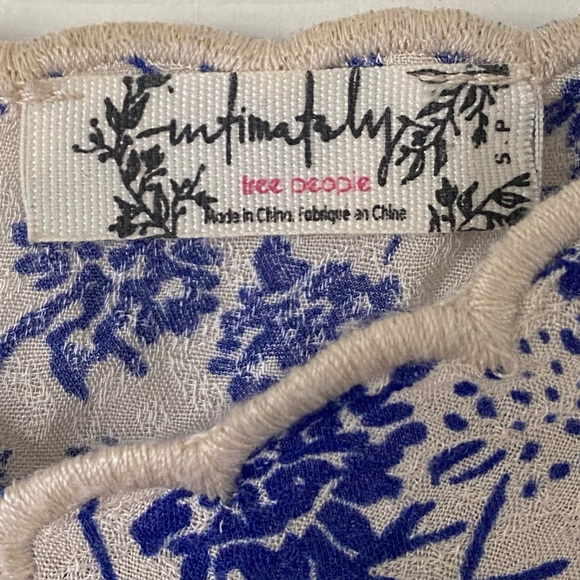 intimately
free people
Made in China. Fabriqué en Chine
S. P